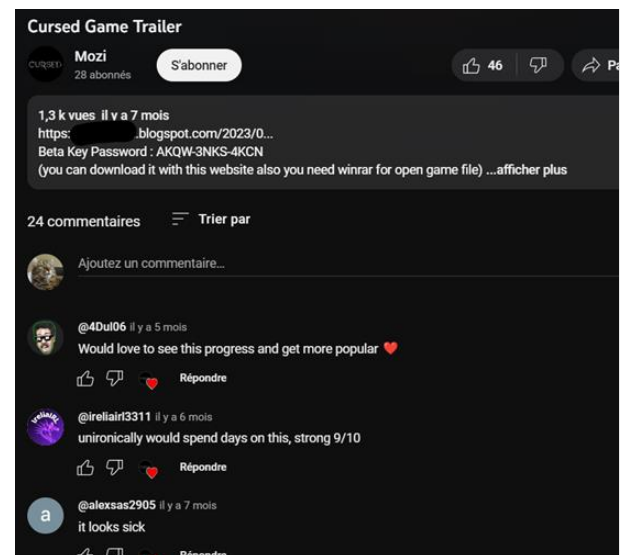 Cursed Game Trailer
CURSED
Mozi
28 abonnés
S'abonner
46
1,3 k vues il y a 7 mois
https: .blogspot.com/2023/0...
Beta Key Password : AKQW-3NKS-4KCN
(you can download it with this website also you need winrar for open game file) ...afficher plus
24 commentaires
Trier par
Ajoutez un commentaire...
@4Dul06 il y a 5 mois
Would love to see this progress and get more popular ❤️
Répondre
@ireliairl3311 il y a 6 mois
unironically would spend days on this, strong 9/10
Répondre
a
@alexsas2905 il y a 7 mois
it looks sick
Répondre